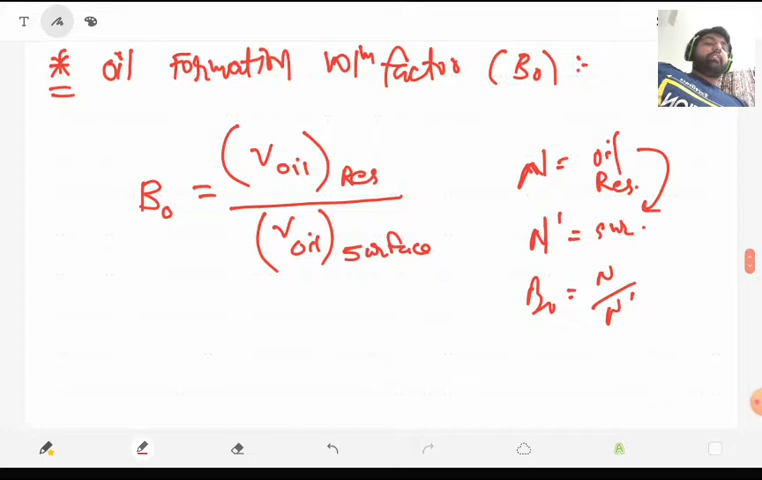 T
* oil Formation volm factor (Bo) :-
Bo = (Voil)Res / (Voil)surface
N = oil Res.
N' = sur.
Bo = N / N'
A